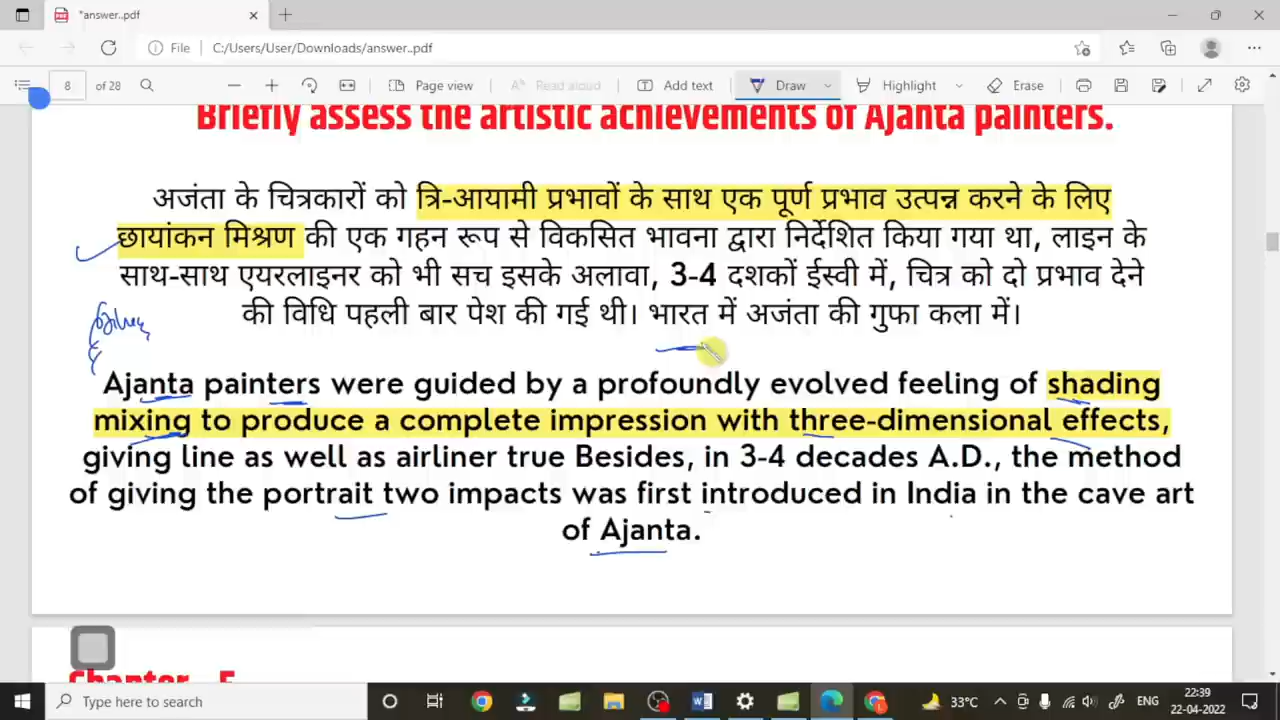 *answer..pdf
File
C:/Users/User/Downloads/answer..pdf
8 of 28
Page view
Read aloud
Add text
Draw
Highlight
Erase
Briefly assess the artistic achievements of Ajanta painters.
अजंता के चित्रकारों को त्रि-आयामी प्रभावों के साथ एक पूर्ण प्रभाव उत्पन्न करने के लिए
छायांकन मिश्रण की एक गहन रूप से विकसित भावना द्वारा निर्देशित किया गया था, लाइन के
साथ-साथ एयरलाइनर को भी सच इसके अलावा, 3-4 दशकों ईस्वी में, चित्र को दो प्रभाव देने
की विधि पहली बार पेश की गई थी। भारत में अजंता की गुफा कला में।
Ajanta painters were guided by a profoundly evolved feeling of shading
mixing to produce a complete impression with three-dimensional effects,
giving line as well as airliner true Besides, in 3-4 decades A.D., the method
of giving the portrait two impacts was first introduced in India in the cave art
of Ajanta.
Chapter - 5
Type here to search
33°C
ENG
22:39
22-04-2022